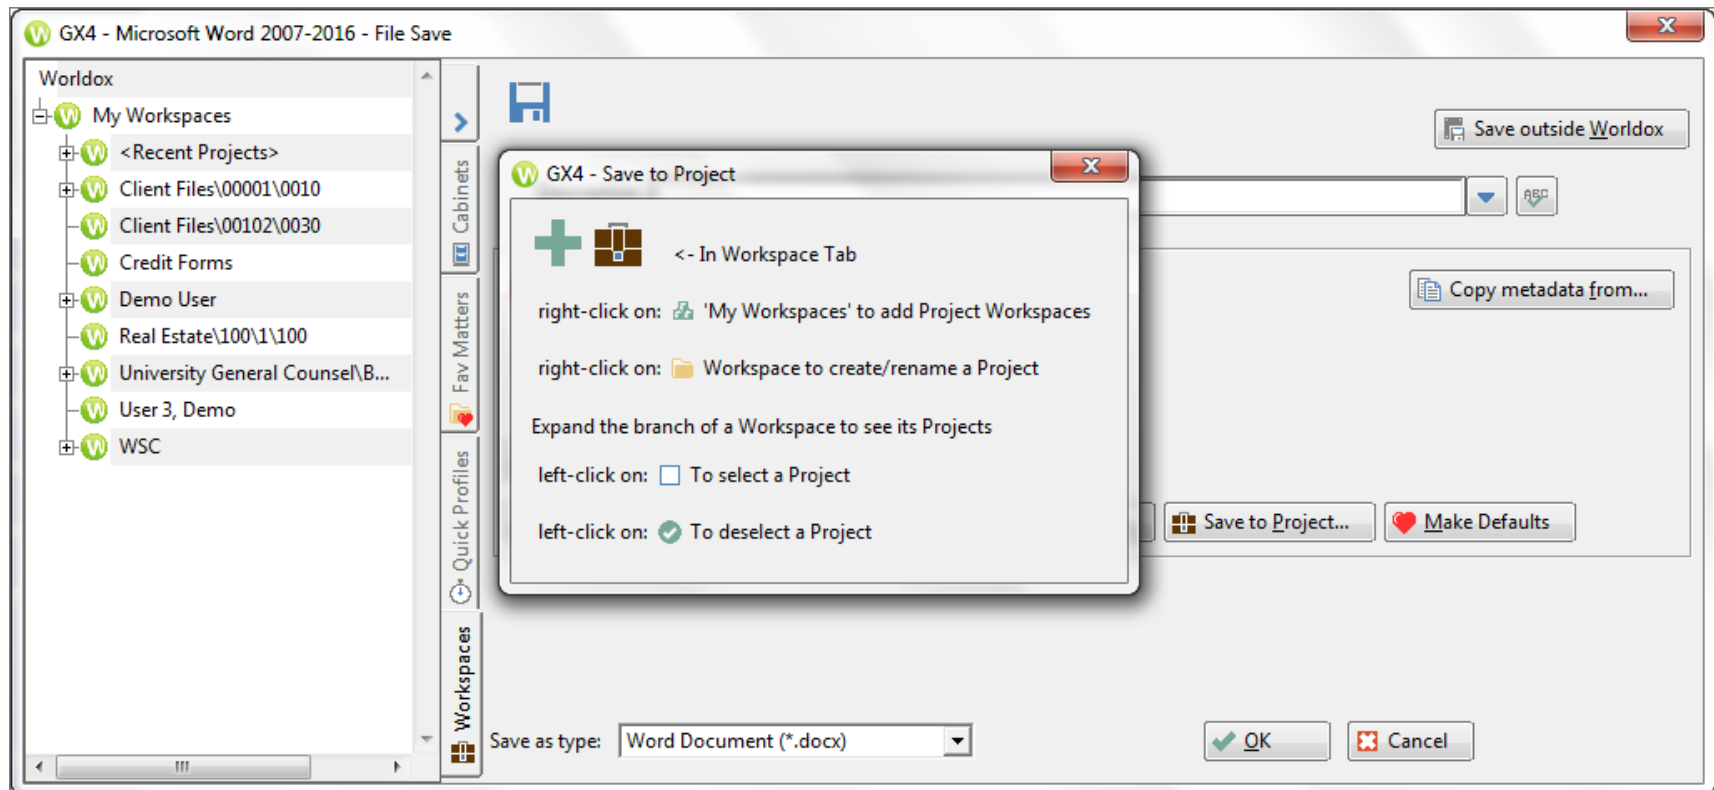 GX4 - Microsoft Word 2007-2016 - File Save
Worldox
My Workspaces
<Recent Projects>
Client Files\00001\0010
Client Files\00102\0030
Credit Forms
Demo User
Real Estate\100\1\100
University General Counsel\B...
User 3, Demo
WSC
Cabinets
Fav Matters
Quick Profiles
Workspaces
Save outside Worldox
ABC
Copy metadata from...
GX4 - Save to Project
<- In Workspace Tab
right-click on: 'My Workspaces' to add Project Workspaces
right-click on: Workspace to create/rename a Project
Expand the branch of a Workspace to see its Projects
left-click on: To select a Project
left-click on: To deselect a Project
Save to Project...
Make Defaults
Save as type: Word Document (*.docx)
OK
Cancel